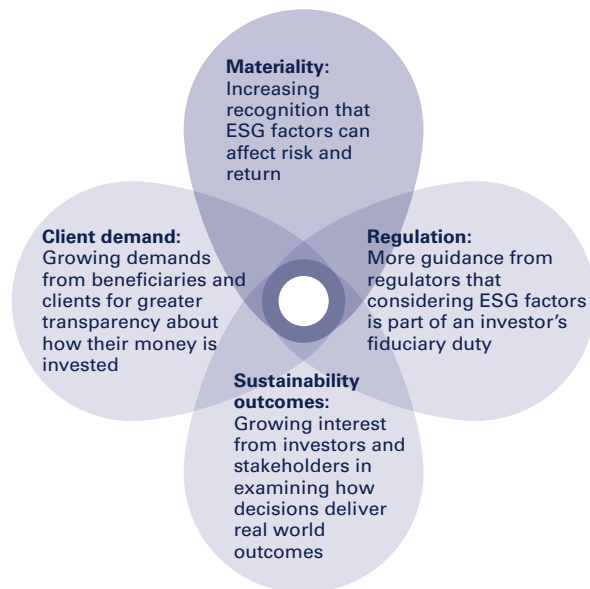 Materiality:
Increasing
recognition that
ESG factors can
affect risk and
return
Client demand:
Growing demands
from beneficiaries and
clients for greater
transparency about
how their money is
invested
Regulation:
More guidance from
regulators that
considering ESG factors
is part of an investor’s
fiduciary duty
Sustainability
outcomes:
Growing interest
from investors and
stakeholders in
examining how
decisions deliver
real world
outcomes